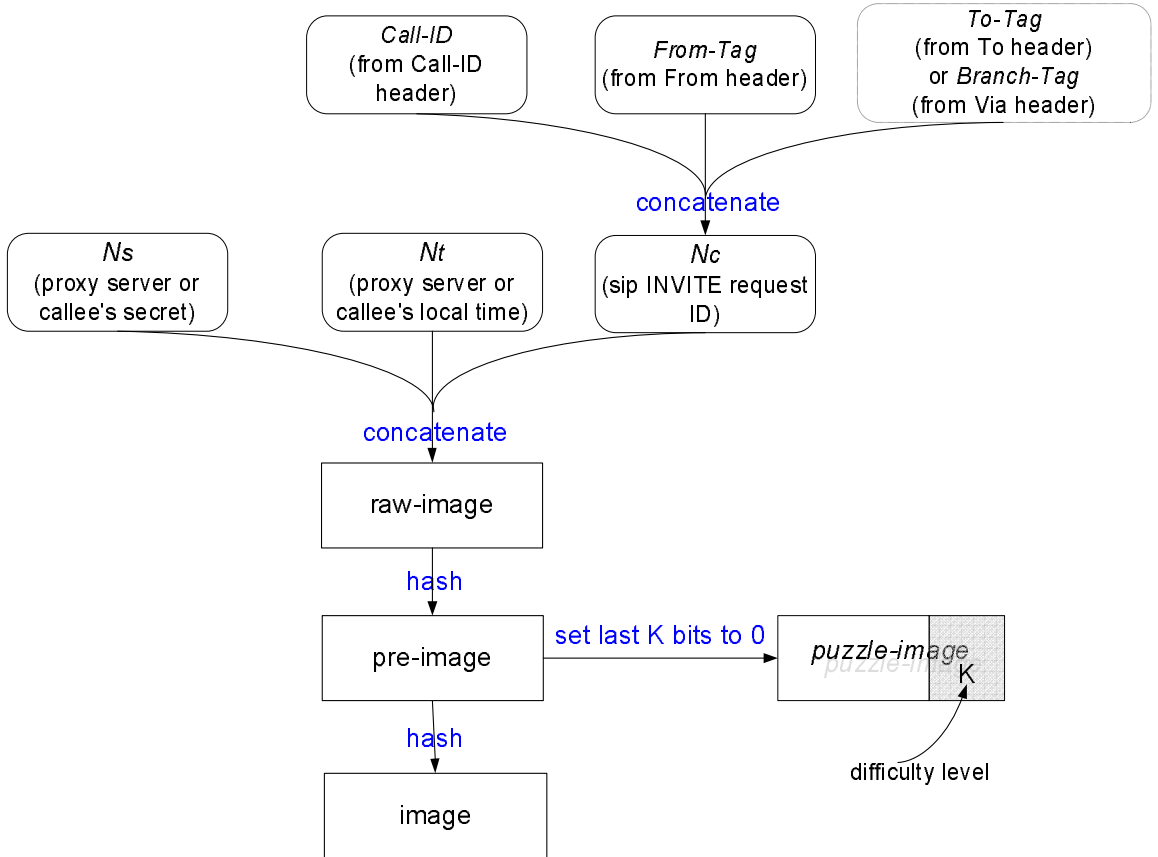 Call-ID
(from Call-ID
header)
From-Tag
(from From header)
To-Tag
(from To header)
or Branch-Tag
(from Via header)
concatenate
Ns
(proxy server or
callee's secret)
Nt
(proxy server or
callee's local time)
Nc
(sip INVITE request
ID)
concatenate
raw-image
hash
pre-image
set last K bits to 0
puzzle-image
puzzle-image
K
hash
difficulty level
image